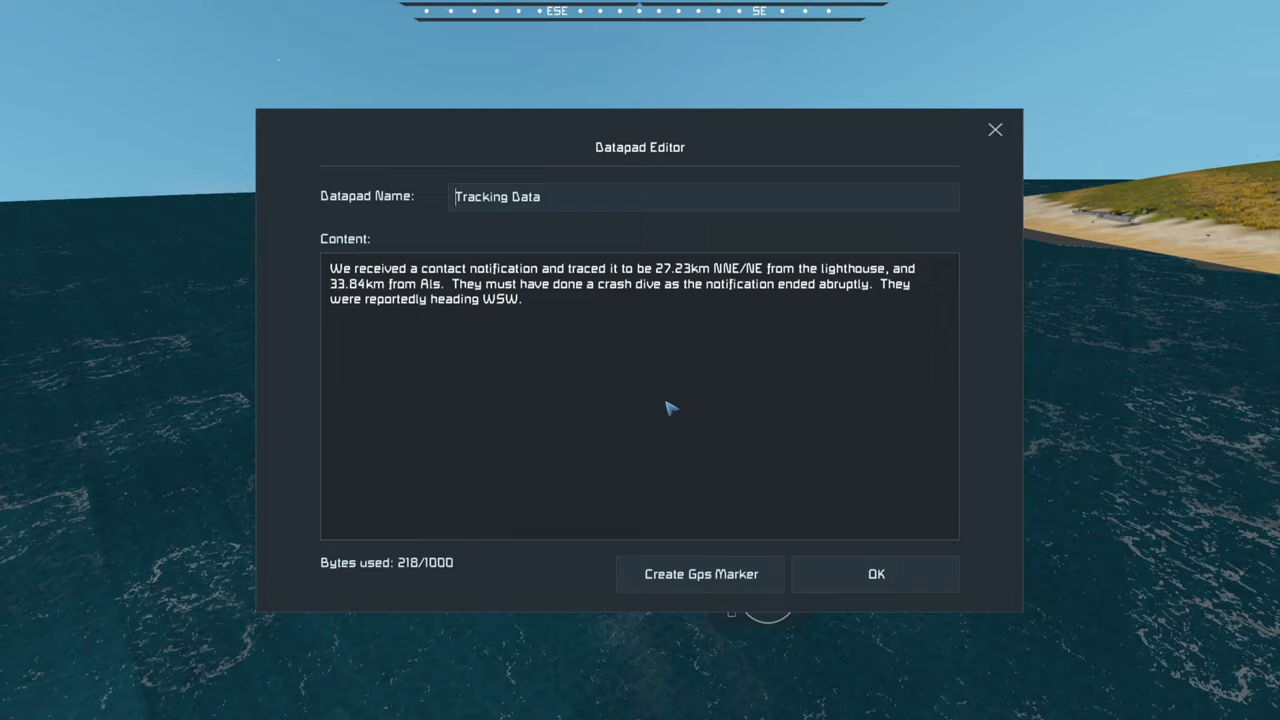 ESE SE
Datapad Editor
Datapad Name: Tracking Data
Content:
We received a contact notification and traced it to be 27.23km NNE/NE from the lighthouse, and
33.84km from Als.  They must have done a crash dive as the notification ended abruptly.  They
were reportedly heading WSW.
Bytes used: 218/1000
Create Gps Marker OK